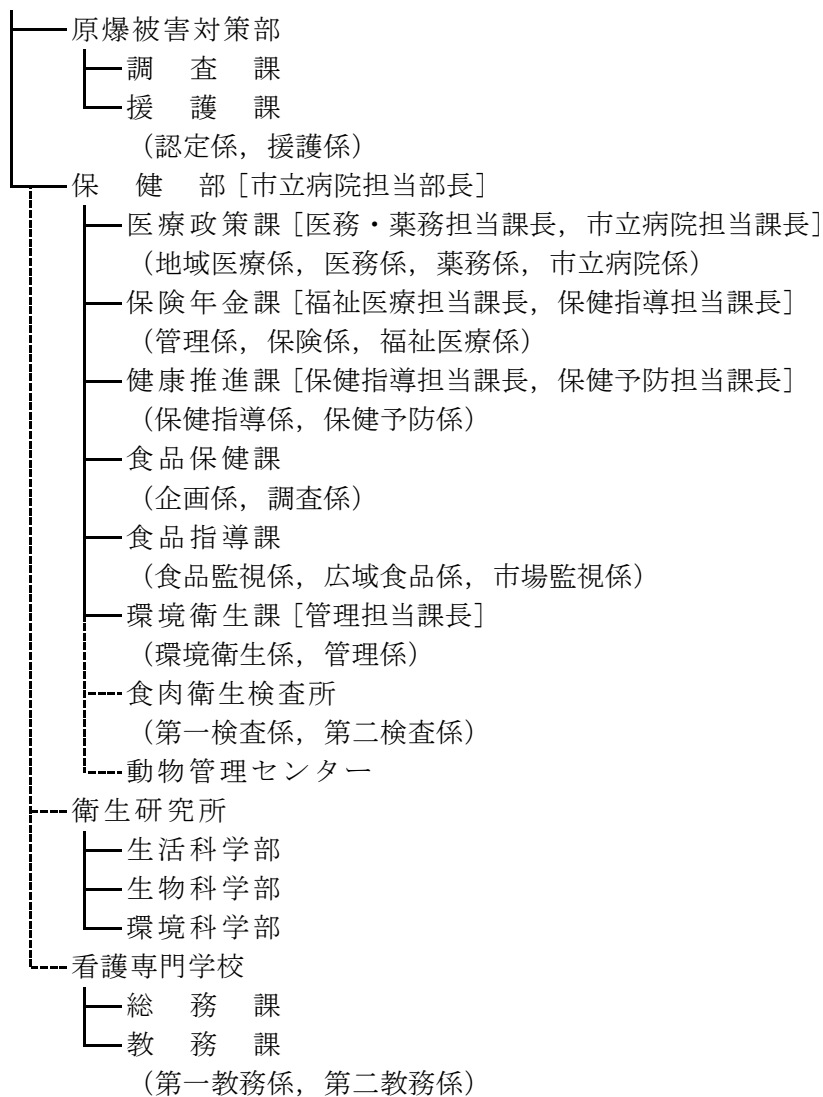 原爆被害対策部
調査課
援護課
（認定係，援護係）
保健部［市立病院担当部長］
医療政策課［医務・薬務担当課長，市立病院担当課長］
（地域医療係，医務係，薬務係，市立病院係）
保険年金課［福祉医療担当課長，保健指導担当課長］
（管理係，保険係，福祉医療係）
健康推進課［保健指導担当課長，保健予防担当課長］
（保健指導係，保健予防係）
食品保健課
（企画係，調査係）
食品指導課
（食品監視係，広域食品係，市場監視係）
環境衛生課［管理担当課長］
（環境衛生係，管理係）
食肉衛生検査所
（第一検査係，第二検査係）
動物管理センター
衛生研究所
生活科学部
生物科学部
環境科学部
看護専門学校
総務課
教務課
（第一教務係，第二教務係）